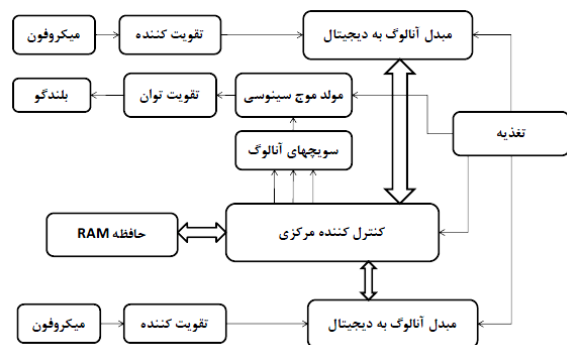 میکروفون
تقویت کننده
مبدل آنالوگ به دیجیتال
بلندگو
تقویت توان
مولد موج سینوسی
تغذیه
سویچهای آنالوگ
حافظه RAM
کنترل کننده مرکزی
میکروفون
تقویت کننده
مبدل آنالوگ به دیجیتال